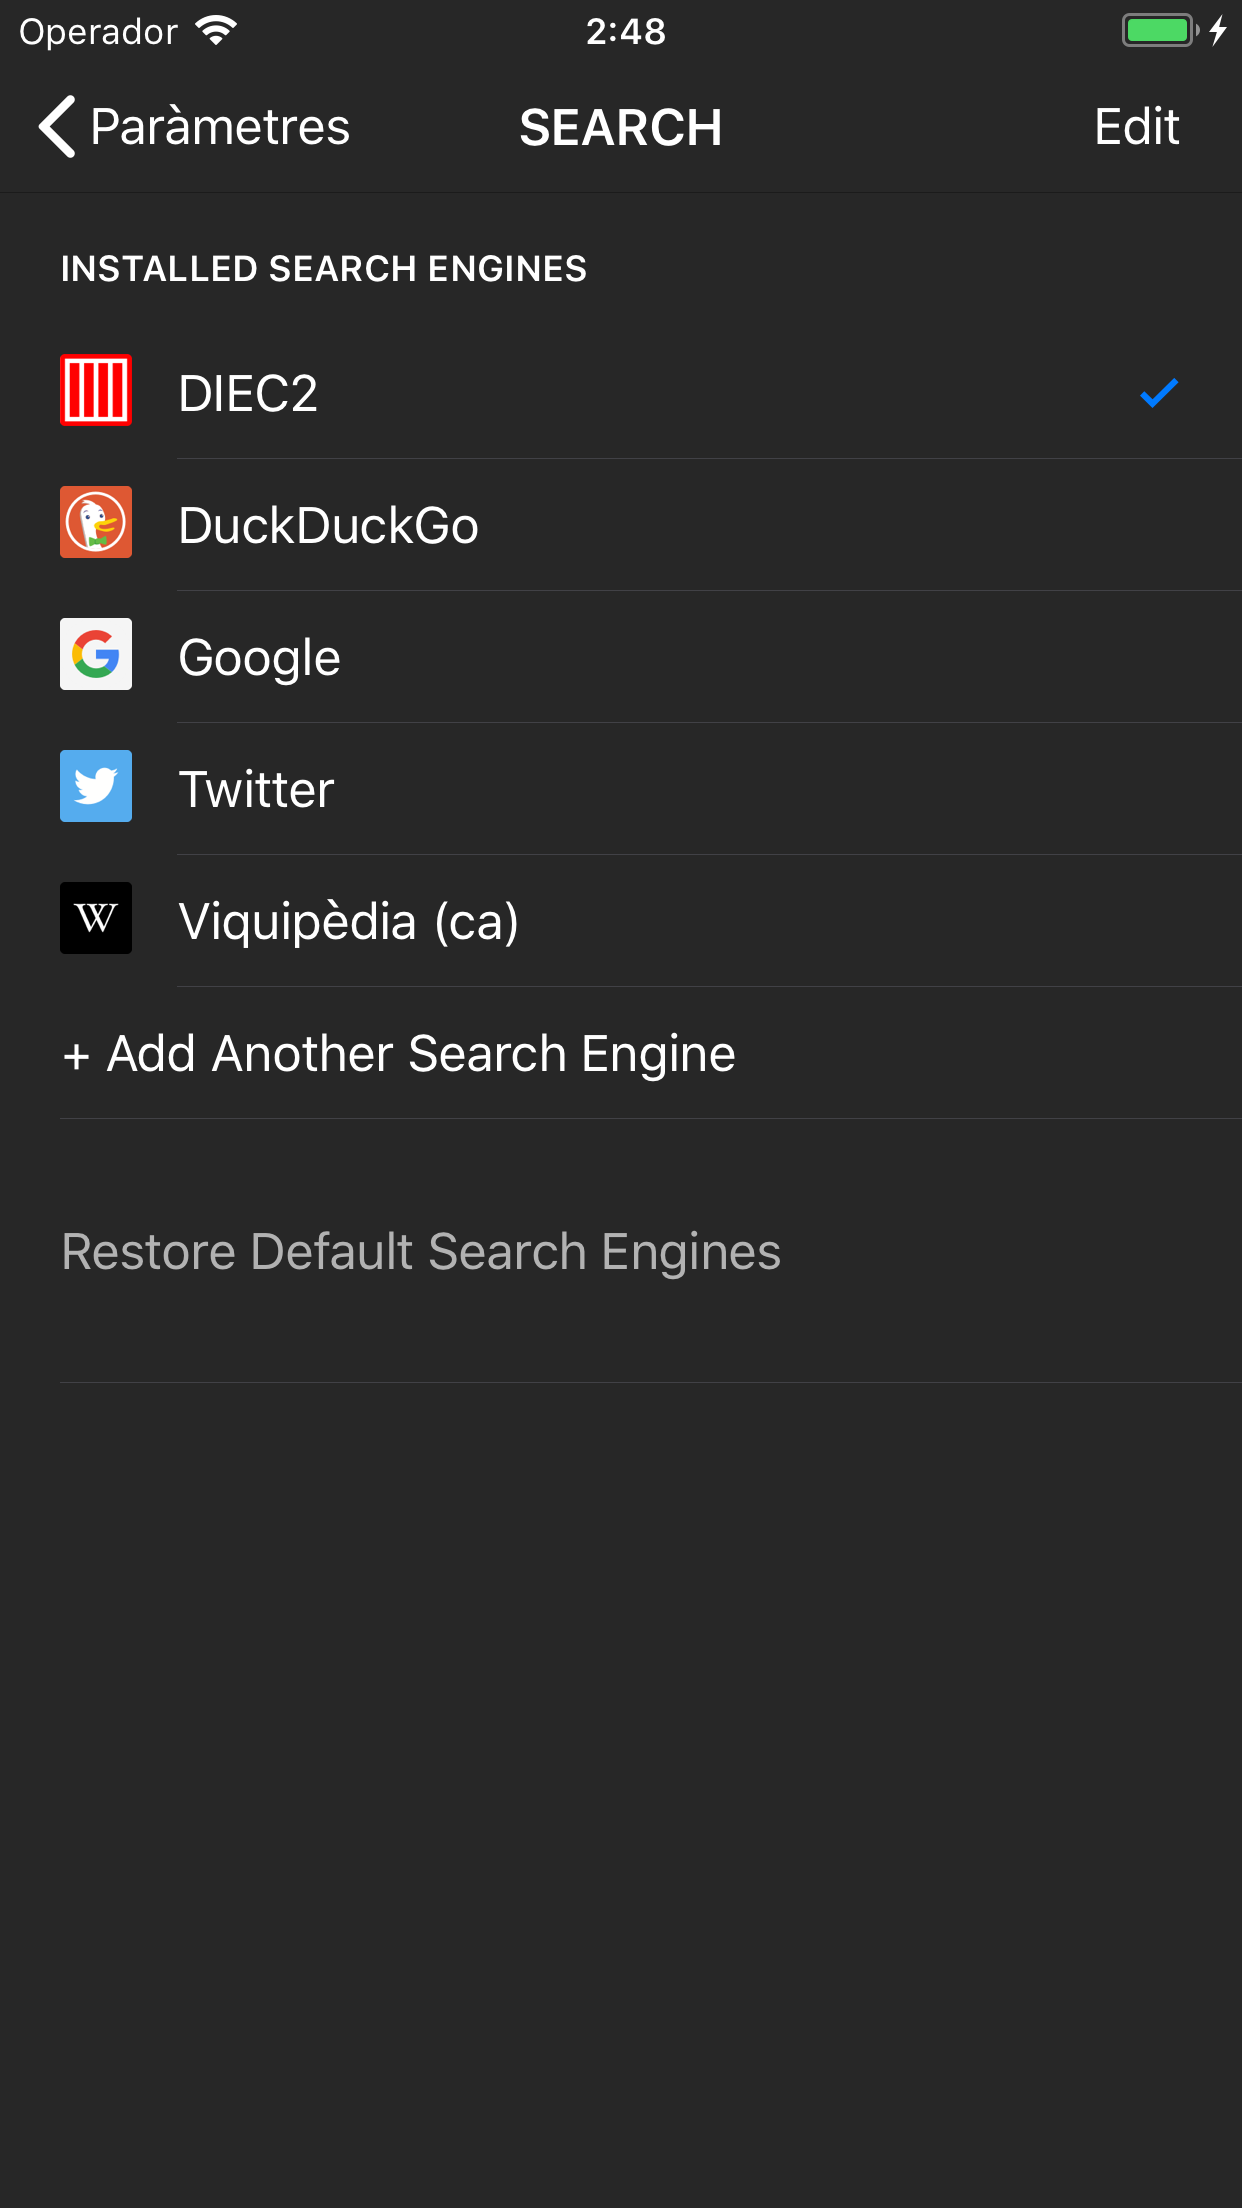 Operador 2:48
Paràmetres SEARCH Edit
INSTALLED SEARCH ENGINES
DIEC2
DuckDuckGo
Google
Twitter
W Viquipèdia (ca)
+ Add Another Search Engine
Restore Default Search Engines